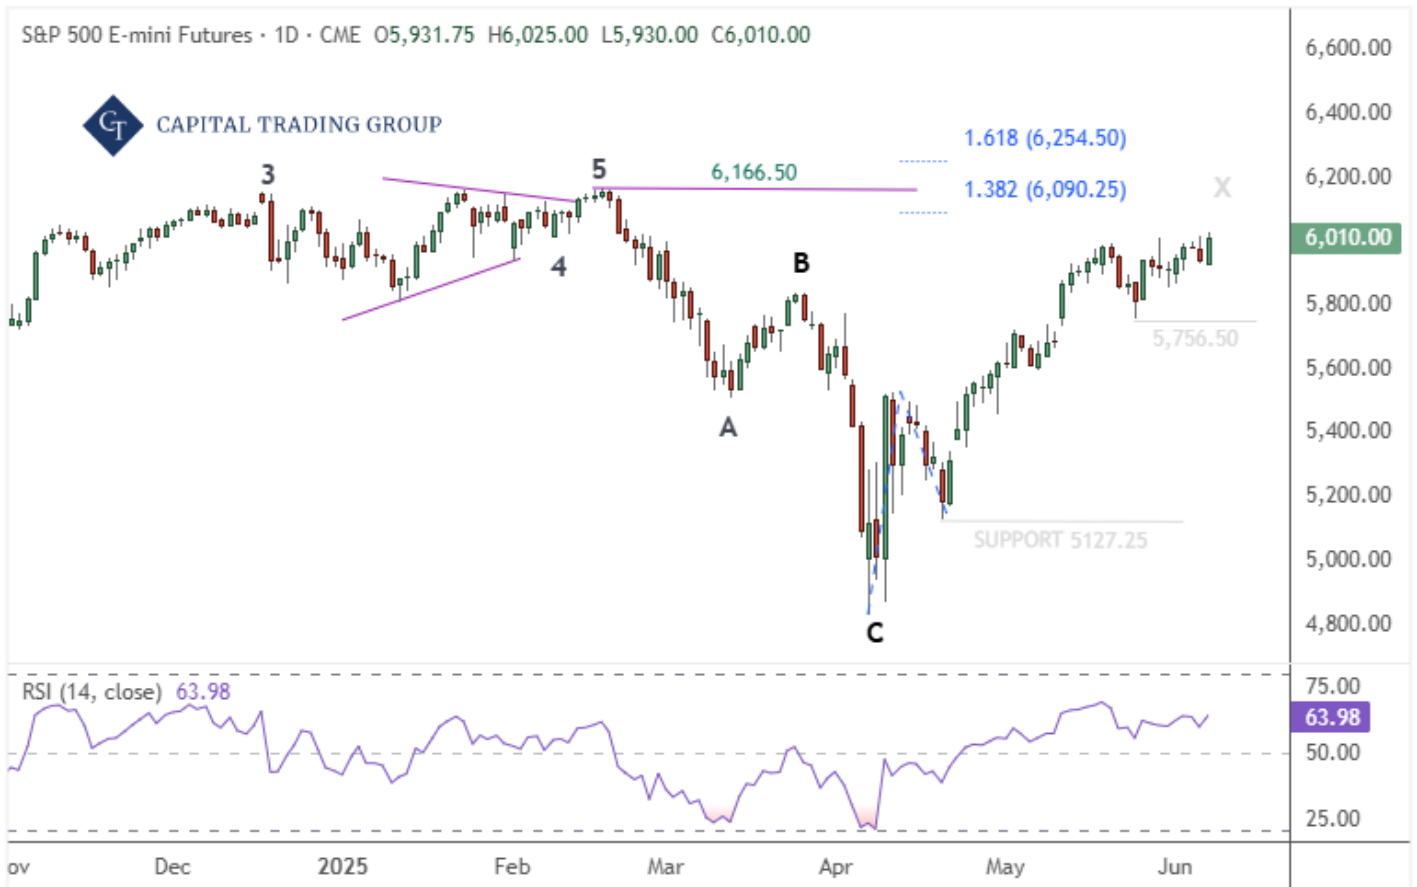 S&P 500 E-mini Futures · 1D · CME O5,931.75 H6,025.00 L5,930.00 C6,010.00
CT CAPITAL TRADING GROUP
3
5
4
A
B
C
X
6,166.50
1.618 (6,254.50)
1.382 (6,090.25)
5,756.50
SUPPORT 5127.25
6,600.00
6,400.00
6,200.00
6,010.00
5,800.00
5,600.00
5,400.00
5,200.00
5,000.00
4,800.00
RSI (14, close) 63.98
75.00
63.98
50.00
25.00
ov Dec 2025 Feb Mar Apr May Jun